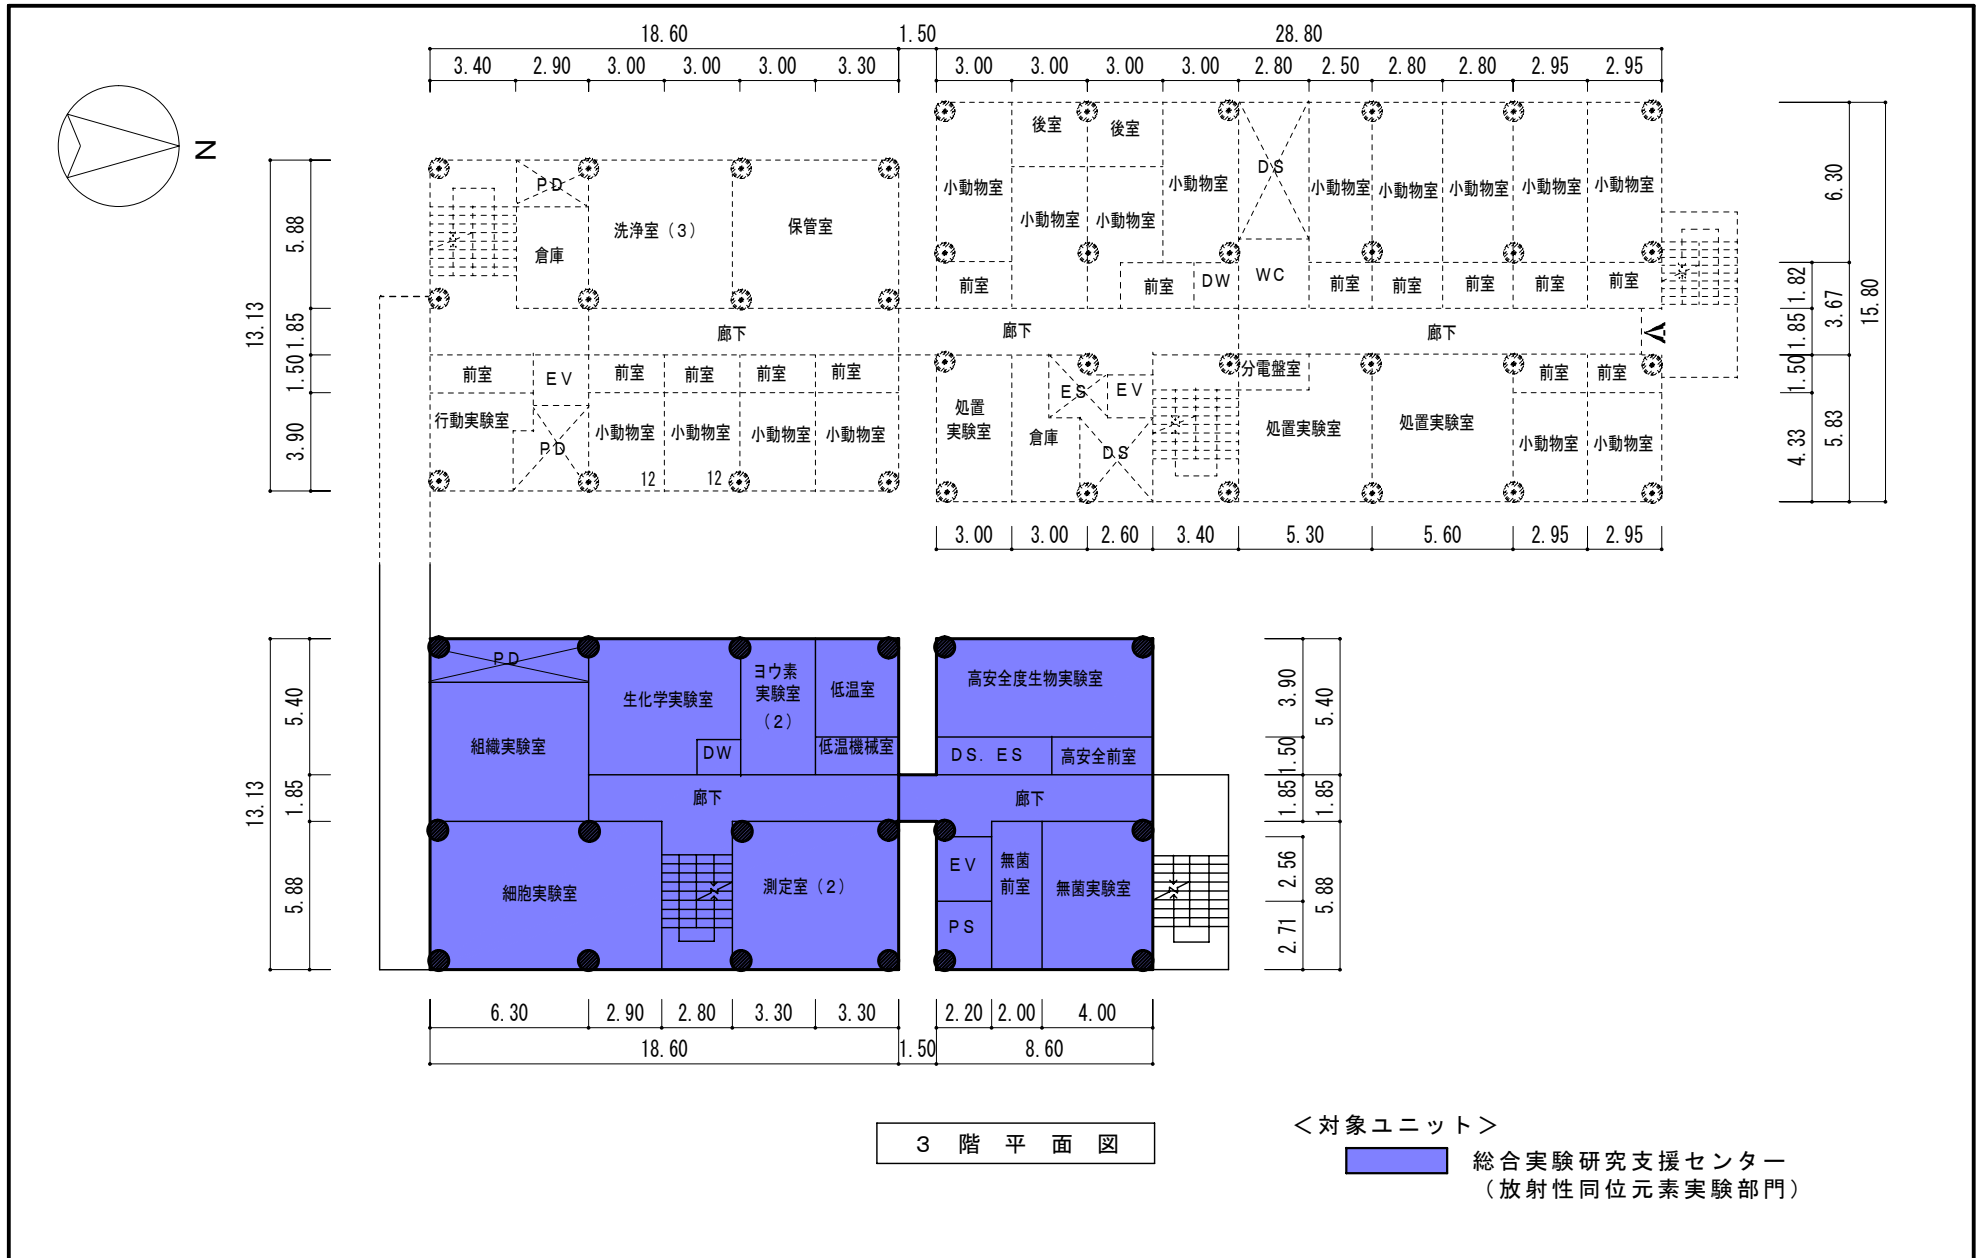 18.60
1.50
28.80
3.40
2.90
3.00
3.00
3.00
3.30
3.00
3.00
3.00
3.00
2.80
2.50
2.80
2.80
2.95
2.95
N
後室
後室
PD
DS
小動物室
小動物室
小動物室
小動物室
小動物室
小動物室
小動物室
洗浄室（3）
保管室
小動物室
小動物室
倉庫
前室
前室
DW
WC
前室
前室
前室
前室
前室
廊下
廊下
廊下
5.88
1.85
1.50
3.90
13.13
6.30
1.82
1.85
1.50
4.33
3.67
5.83
15.80
前室
EV
前室
前室
前室
前室
ES
EV
分電盤室
前室
前室
行動実験室
PD
小動物室
小動物室
小動物室
小動物室
12
12
処置
実験室
倉庫
DS
処置実験室
処置実験室
小動物室
小動物室
3.00
3.00
2.60
3.40
5.30
5.60
2.95
2.95
PD
生化学実験室
ヨウ素
実験室
（2）
低温室
高安全度生物実験室
組織実験室
DW
低温機械室
DS. ES
高安全前室
廊下
廊下
細胞実験室
測定室（2）
EV
PS
無菌
前室
無菌実験室
5.40
1.85
5.88
13.13
3.90
1.50
1.85
2.56
2.71
5.40
1.85
5.88
6.30
2.90
2.80
3.30
3.30
2.20
2.00
4.00
18.60
1.50
8.60
3 階 平 面 図
＜対象ユニット＞
総合実験研究支援センター
（放射性同位元素実験部門）